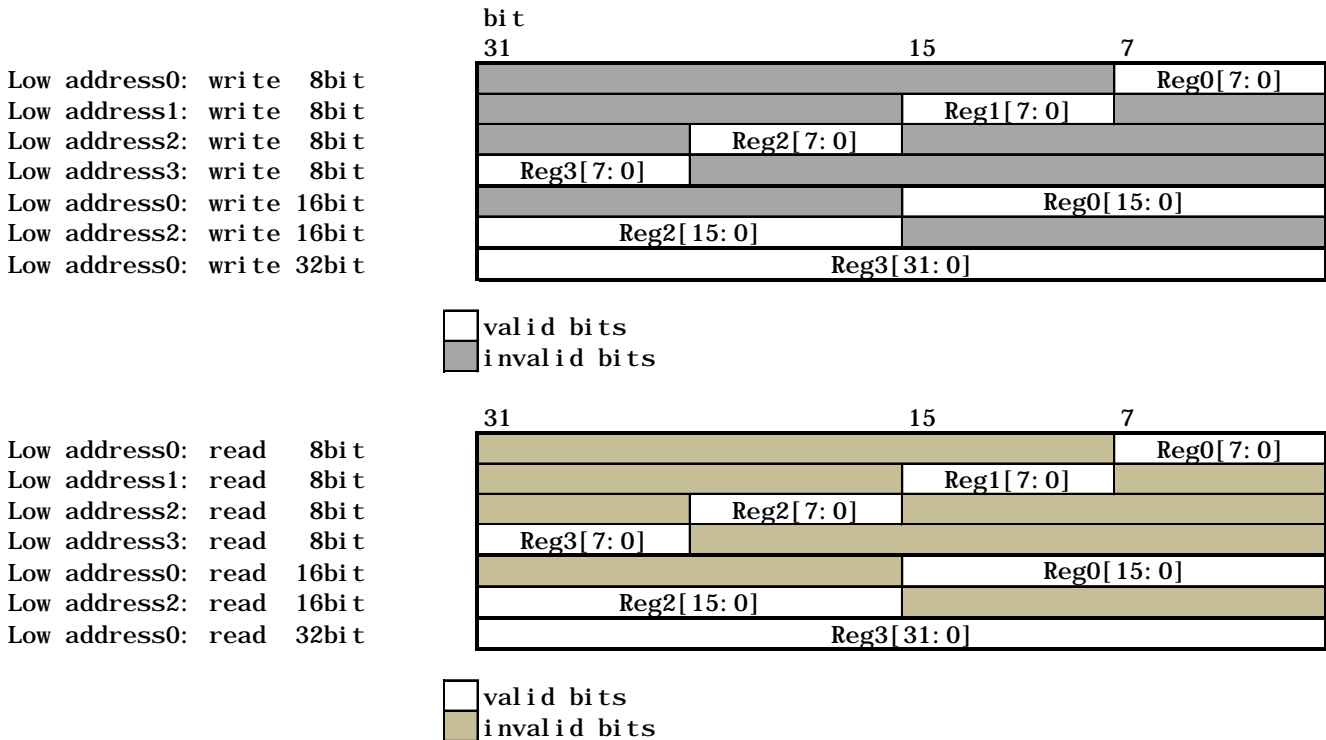 bit
31 15 7
Low address0: write 8bit Reg0[7:0]
Low address1: write 8bit Reg1[7:0]
Low address2: write 8bit Reg2[7:0]
Low address3: write 8bit Reg3[7:0]
Low address0: write 16bit Reg0[15:0]
Low address2: write 16bit Reg2[15:0]
Low address0: write 32bit Reg3[31:0]
valid bits
invalid bits
31 15 7
Low address0: read 8bit Reg0[7:0]
Low address1: read 8bit Reg1[7:0]
Low address2: read 8bit Reg2[7:0]
Low address3: read 8bit Reg3[7:0]
Low address0: read 16bit Reg0[15:0]
Low address2: read 16bit Reg2[15:0]
Low address0: read 32bit Reg3[31:0]
valid bits
invalid bits